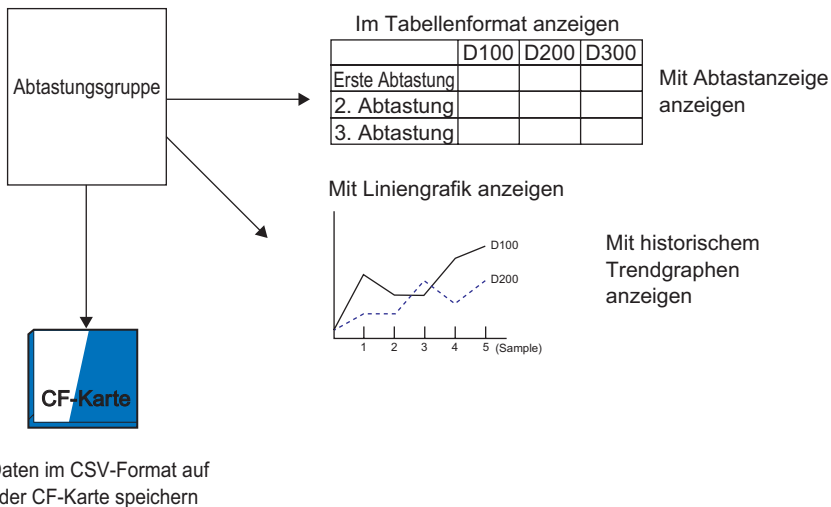 Im Tabellenformat anzeigen
Abtastungsgruppe
D100 D200 D300
Erste Abtastung
2. Abtastung
3. Abtastung
Mit Abtastanzeige
anzeigen
Mit Liniengrafik anzeigen
D100
D200
1 2 3 4 5 (Sample)
Mit historischem
Trendgraphen
anzeigen
CF-Karte
Daten im CSV-Format auf
der CF-Karte speichern